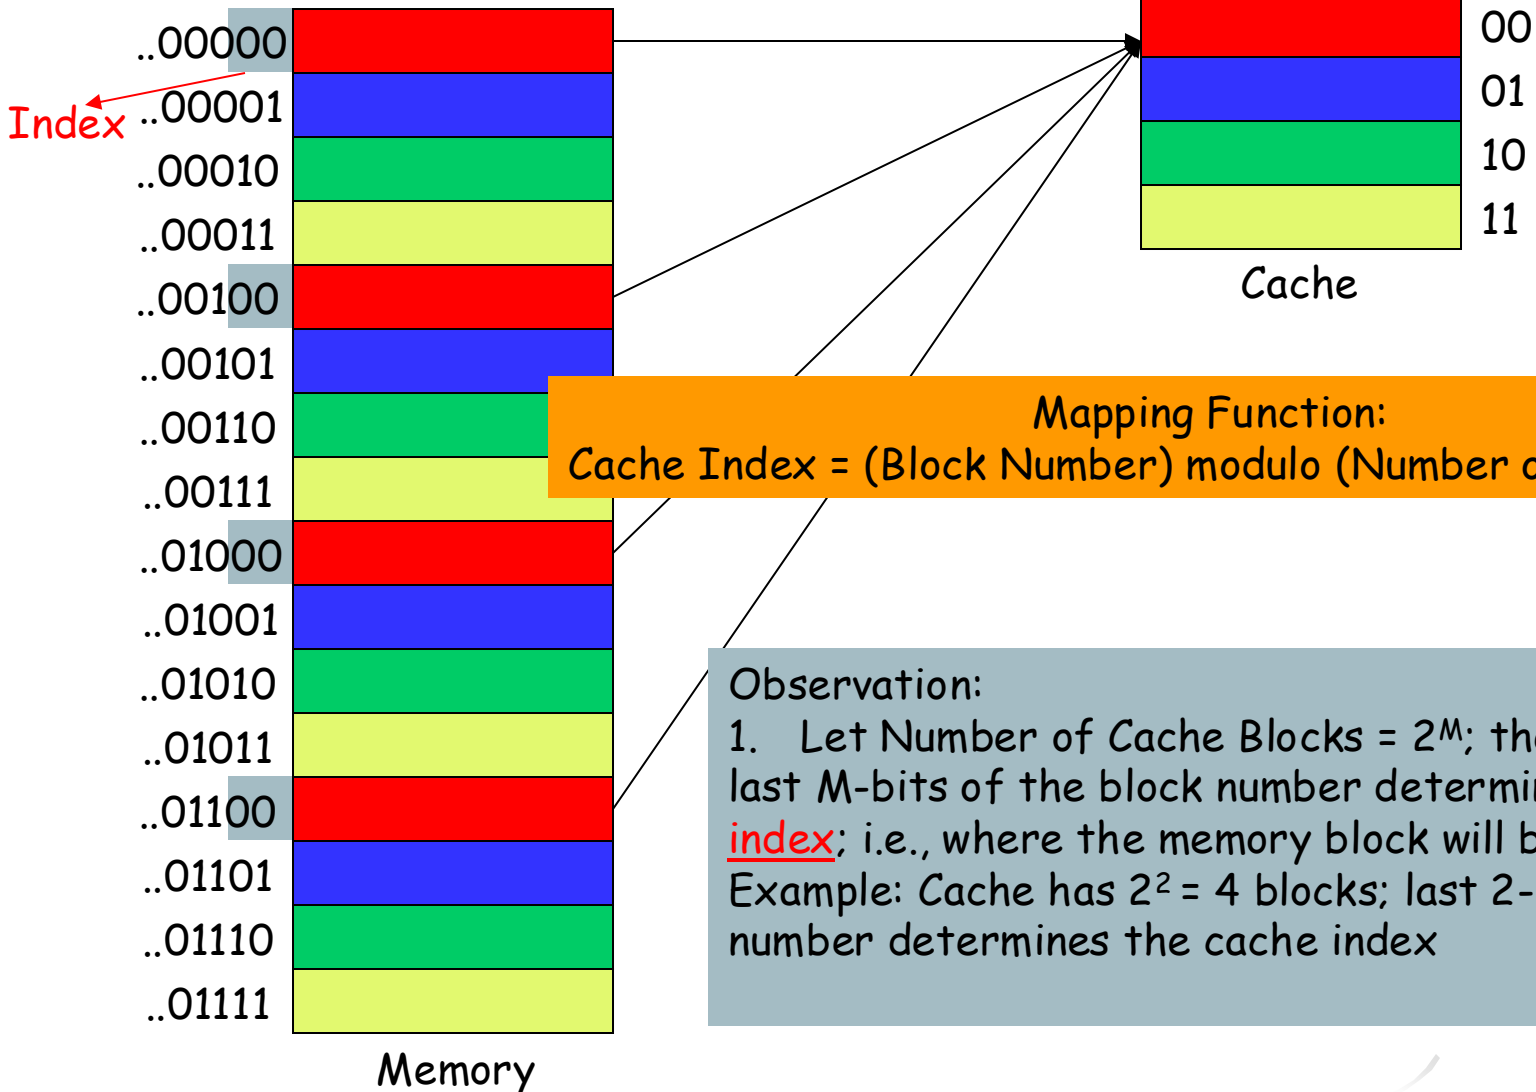 ..00000
Index
..00001
..00010
..00011
..00100
..00101
..00110
..00111
..01000
..01001
..01010
..01011
..01100
..01101
..01110
..01111
Memory
00
01
10
11
Cache
Mapping Function:
Cache Index = (Block Number) modulo (Number
Observation:
1. Let Number of Cache Blocks = 2ᴹ;
last M-bits of the block number
index; i.e., where the memory block will
Example: Cache has 2² = 4 blocks; last 2-
number determines the cache index